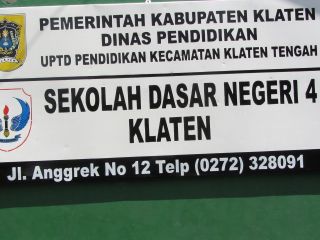 PEMERINTAH KABUPATEN KLATEN
DINAS PENDIDIKAN
UPTD PENDIDIKAN KECAMATAN KLATEN TENGAH
SEKOLAH DASAR NEGERI 4
KLATEN
Jl. Anggrek No 12 Telp (0272) 328091